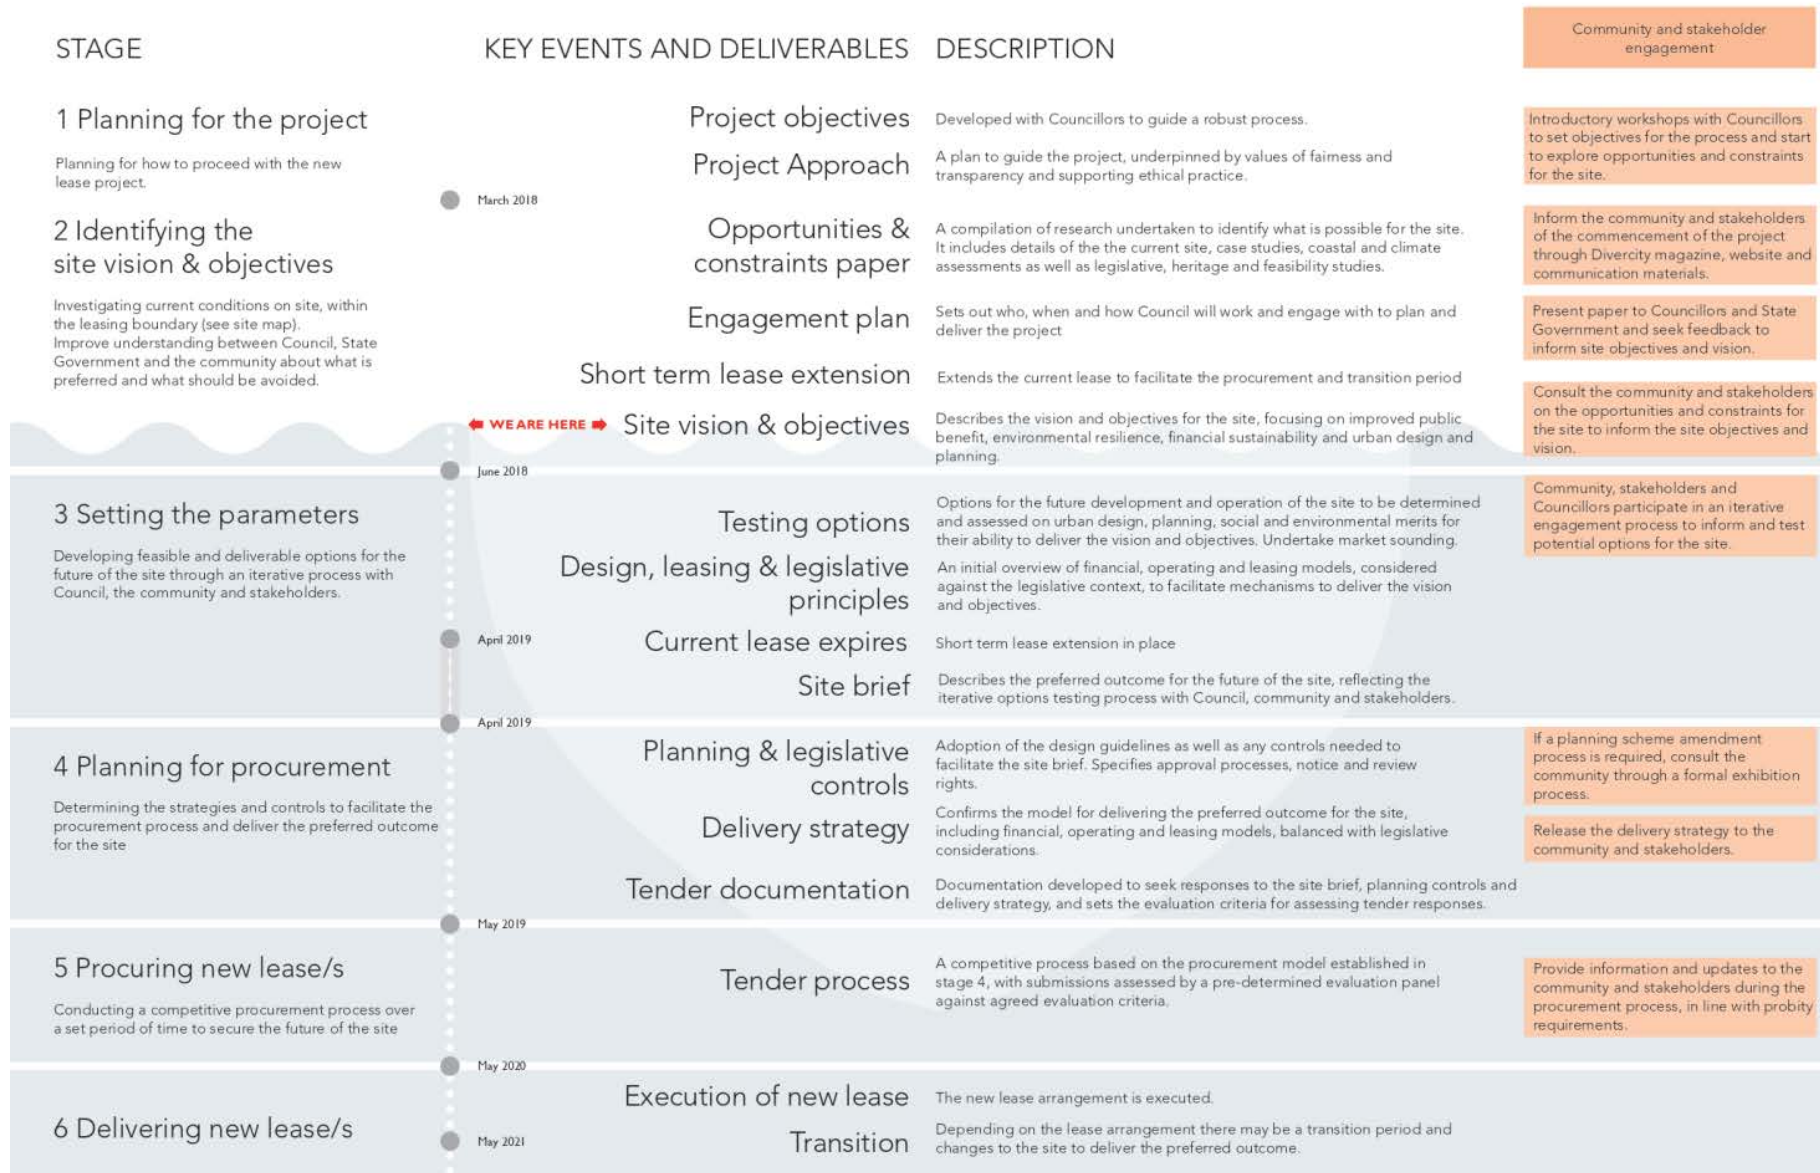 STAGE
KEY EVENTS AND DELIVERABLES
DESCRIPTION
Community and stakeholder
engagement
1 Planning for the project
Planning for how to proceed with the new
lease project.
Project objectives
Developed with Councillors to guide a robust process.
Project Approach
A plan to guide the project, underpinned by values of fairness and
transparency and supporting ethical practice.
Introductory workshops with Councillors
to set objectives for the process and start
to explore opportunities and constraints
for the site.
March 2018
2 Identifying the
site vision & objectives
Investigating current conditions on site, within
the leasing boundary (see site map).
Improve understanding between Council, State
Government and the community about what is
preferred and what should be avoided.
Opportunities &
constraints paper
A compilation of research undertaken to identify what is possible for the site.
It includes details of the the current site, case studies, coastal and climate
assessments as well as legislative, heritage and feasibility studies.
Inform the community and stakeholders
of the commencement of the project
through Divercity magazine, website and
communication materials.
Engagement plan
Sets out who, when and how Council will work and engage with to plan and
deliver the project
Present paper to Councillors and State
Government and seek feedback to
inform site objectives and vision.
Short term lease extension
Extends the current lease to facilitate the procurement and transition period
WE ARE HERE
Site vision & objectives
Describes the vision and objectives for the site, focusing on improved public
benefit, environmental resilience, financial sustainability and urban design and
planning.
Consult the community and stakeholders
on the opportunities and constraints for
the site to inform the site objectives and
vision.
June 2018
3 Setting the parameters
Developing feasible and deliverable options for the
future of the site through an iterative process with
Council, the community and stakeholders.
Testing options
Options for the future development and operation of the site to be determined
and assessed on urban design, planning, social and environmental merits for
their ability to deliver the vision and objectives. Undertake market sounding.
Community, stakeholders and
Councillors participate in an iterative
engagement process to inform and test
potential options for the site.
Design, leasing & legislative
principles
An initial overview of financial, operating and leasing models, considered
against the legislative context, to facilitate mechanisms to deliver the vision
and objectives.
April 2019
Current lease expires
Short term lease extension in place
Site brief
Describes the preferred outcome for the future of the site, reflecting the
iterative options testing process with Council, community and stakeholders.
April 2019
4 Planning for procurement
Determining the strategies and controls to facilitate the
procurement process and deliver the preferred outcome
for the site
Planning & legislative
controls
Adoption of the design guidelines as well as any controls needed to
facilitate the site brief. Specifies approval processes, notice and review
rights.
If a planning scheme amendment
process is required, consult the
community through a formal exhibition
process.
Delivery strategy
Confirms the model for delivering the preferred outcome for the site,
including financial, operating and leasing models, balanced with legislative
considerations.
Release the delivery strategy to the
community and stakeholders.
Tender documentation
Documentation developed to seek responses to the site brief, planning controls and
delivery strategy, and sets the evaluation criteria for assessing tender responses.
May 2019
5 Procuring new lease/s
Conducting a competitive procurement process over
a set period of time to secure the future of the site
Tender process
A competitive process based on the procurement model established in
stage 4, with submissions assessed by a pre-determined evaluation panel
against agreed evaluation criteria.
Provide information and updates to the
community and stakeholders during the
procurement process, in line with probity
requirements.
May 2020
6 Delivering new lease/s
Execution of new lease
The new lease arrangement is executed.
May 2021
Transition
Depending on the lease arrangement there may be a transition period and
changes to the site to deliver the preferred outcome.